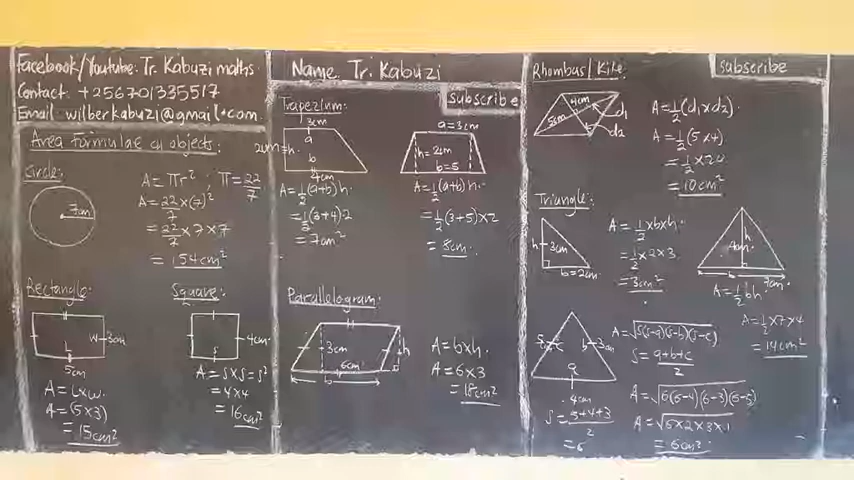 Facebook/Youtube: Tr. Kabuzi maths.
Contact: +256701335517
Email: wilberkabuzi@gmail.com
Area Formulae of objects:
Circle:
7cm
A = πr², π = 22/7
A = 22/7 × (7)²
= 22/7 × 7 × 7
= 154cm²
Rectangle:
W=3cm
L
5cm
A = L×W.
A = (5×3)
= 15cm²
Square:
4cm
s
A = s×s = s²
= 4×4
= 16cm²
Name. Tr. Kabuzi
subscribe
Trapezium:
3cm
a
2cm=h.
b
4cm
A = 1/2(a+b)h
= 1/2(3+4)2
= 7cm²
a = 3cm
h = 2cm
b = 5
A = 1/2(a+b)h.
= 1/2(3+5)×2
= 8cm.
Parallelogram:
3cm
6cm
h
b
A = b×h.
A = 6×3
= 18cm²
Rhombus/Kite
subscribe
4cm
5cm
d1
d2
A = 1/2(d1×d2)
A = 1/2(5×4)
= 1/2×20
= 10cm²
Triangle:
h
3cm
b=2cm
A = 1/2×b×h.
= 1/2×2×3
= 3cm²
h
4cm
b
7cm
A = 1/2bh
A = 1/2×7×4
= 14cm²
b=3cm
a
4cm
S = 5+4+3/2
= 6
A = √s(s-a)(s-b)(s-c)
S = a+b+c/2
A = √6(6-4)(6-3)(6-5)
A = √6×2×3×1
= 6cm²